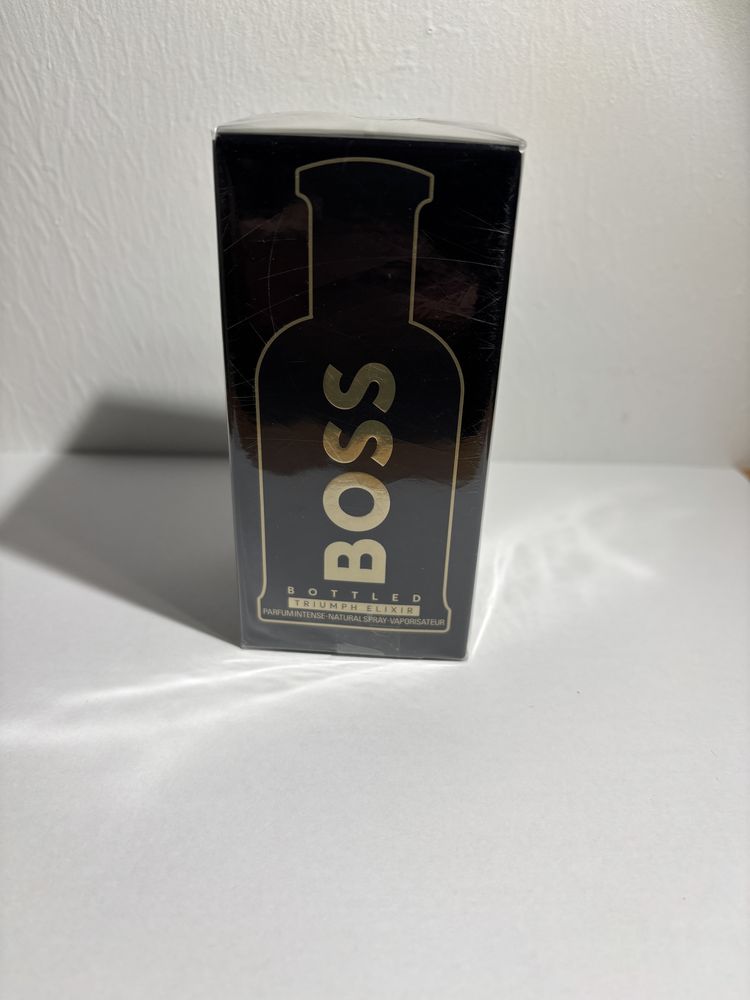 BOSS
BOTTLED
TRIUMPH ELIXIR
PARFUM INTENSE-NATURAL SPRAY-VAPORISATEUR